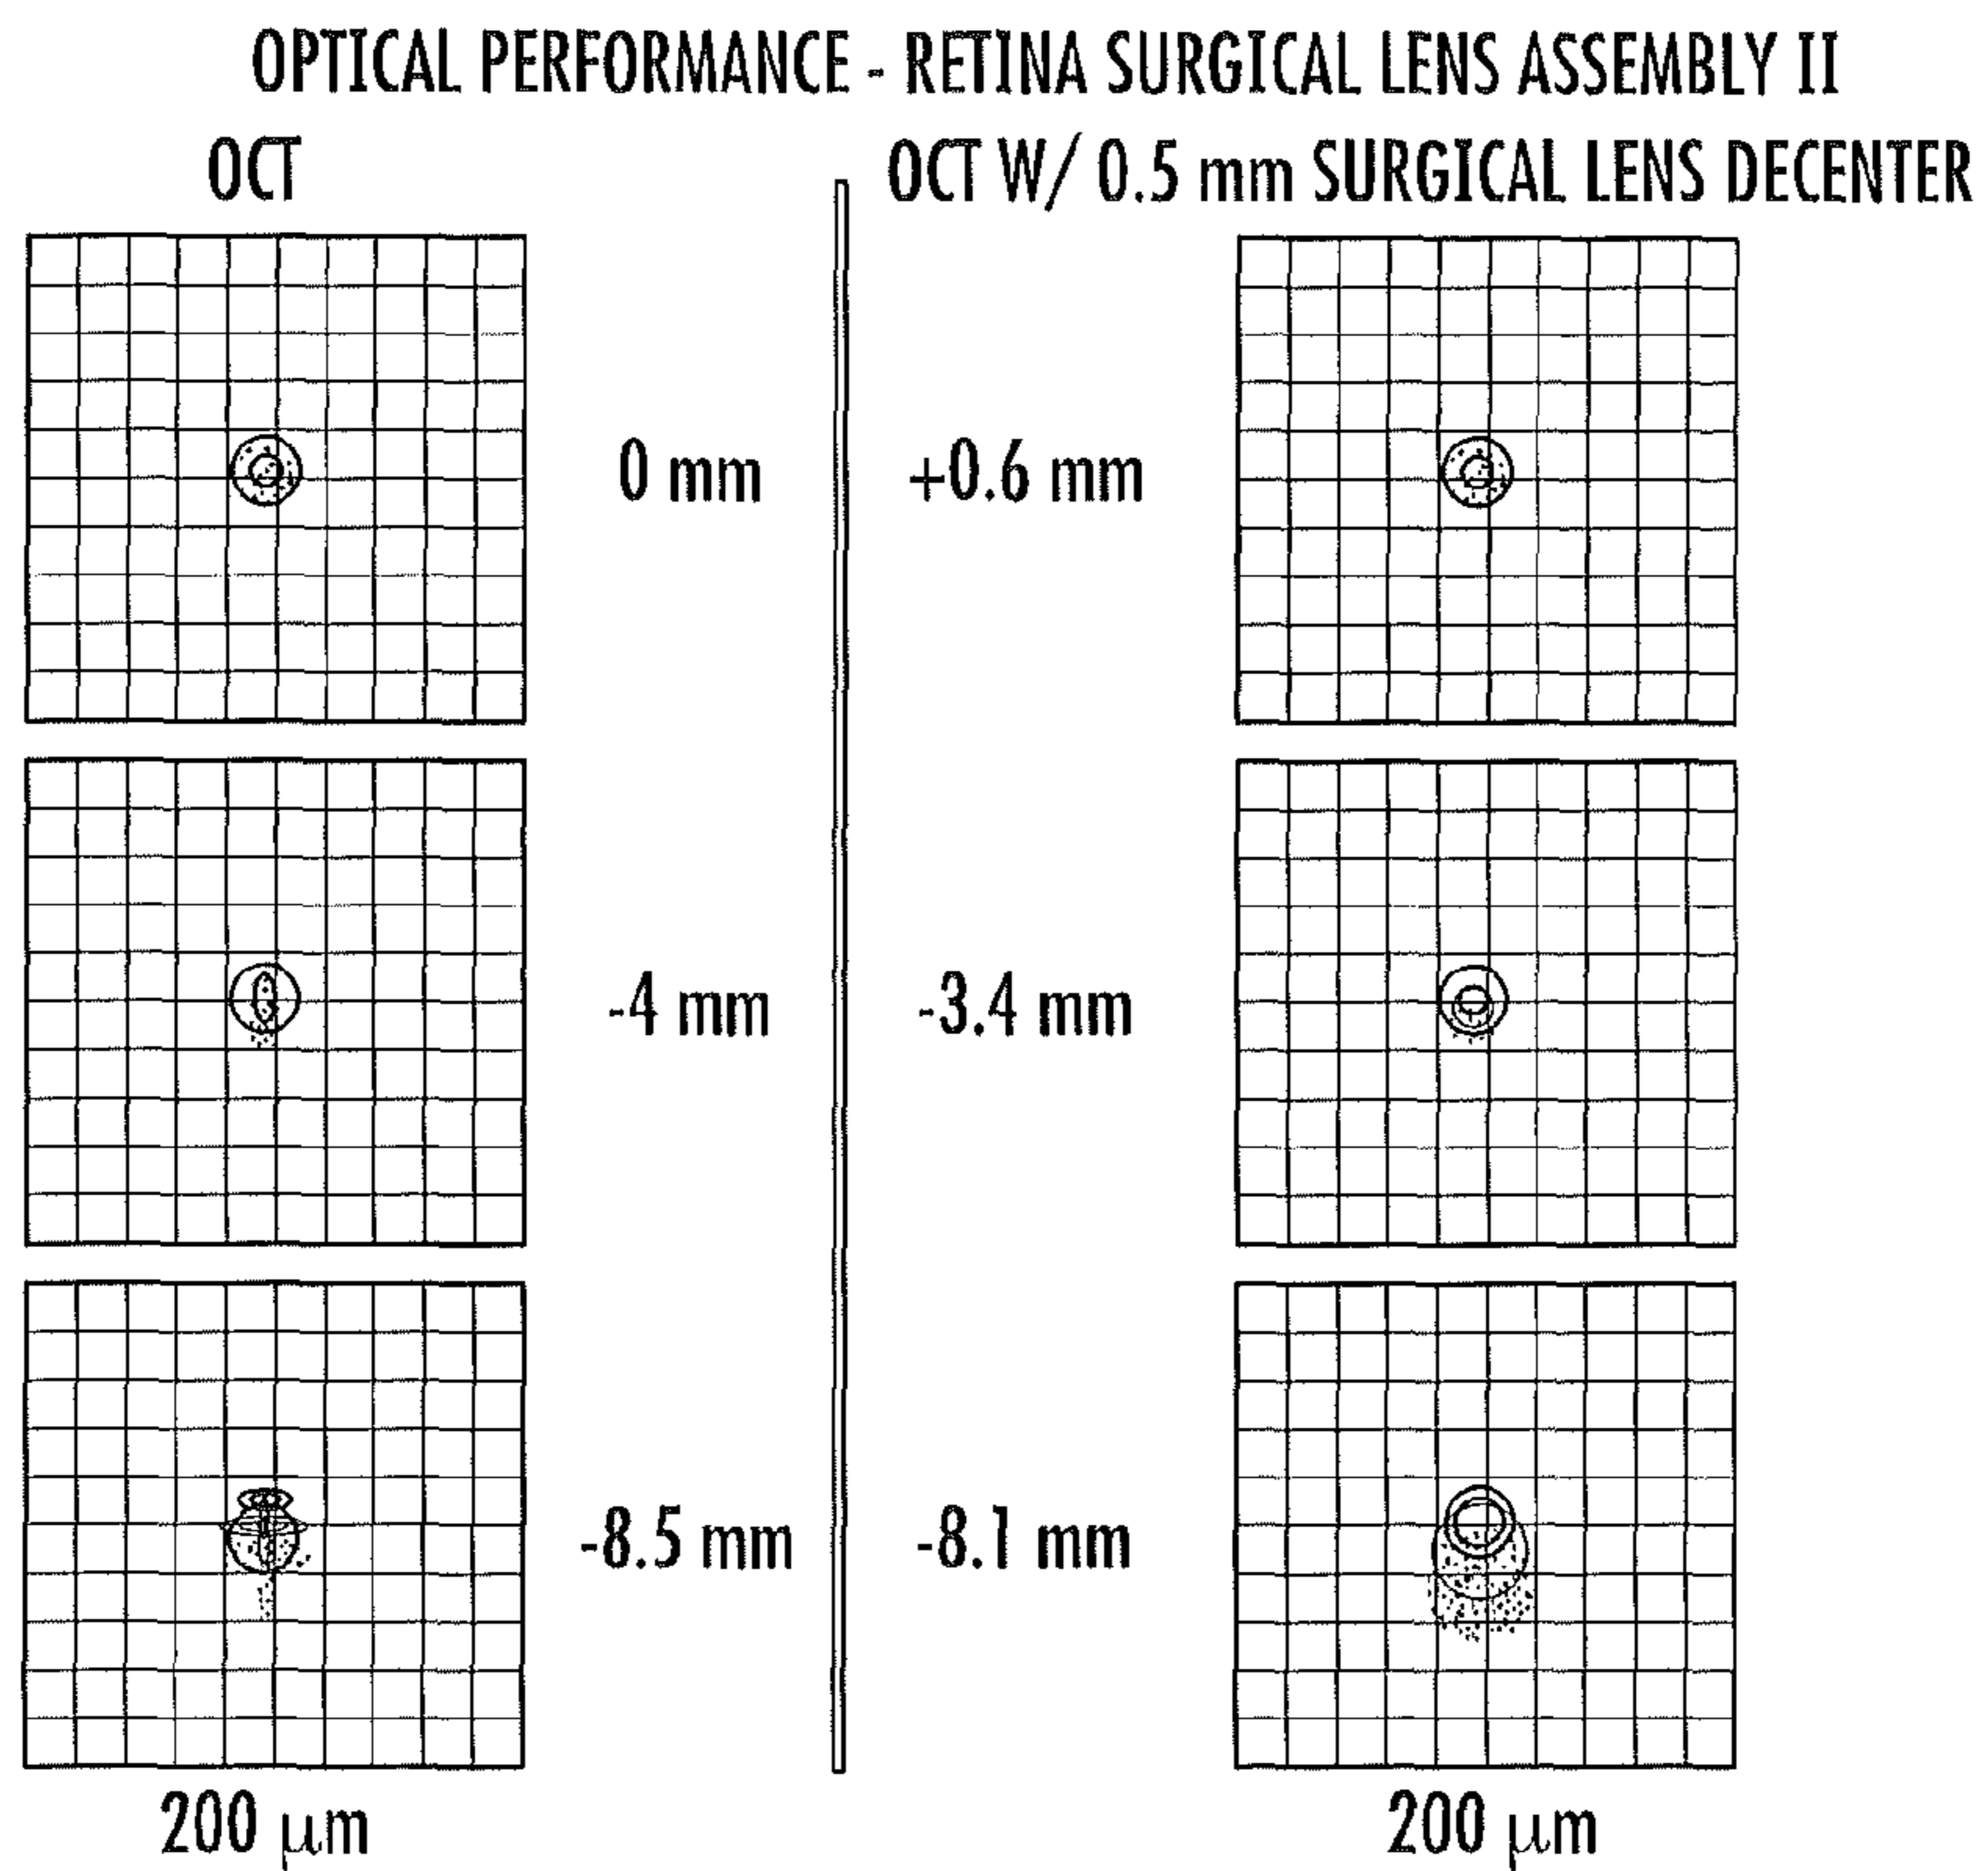 OPTICAL PERFORMANCE - RETINA SURGICAL LENS ASSEMBLY II
OCT
OCT W/ 0.5 mm SURGICAL LENS DECENTER
0 mm
+0.6 mm
-4 mm
-3.4 mm
-8.5 mm
-8.1 mm
200 μm
200 μm